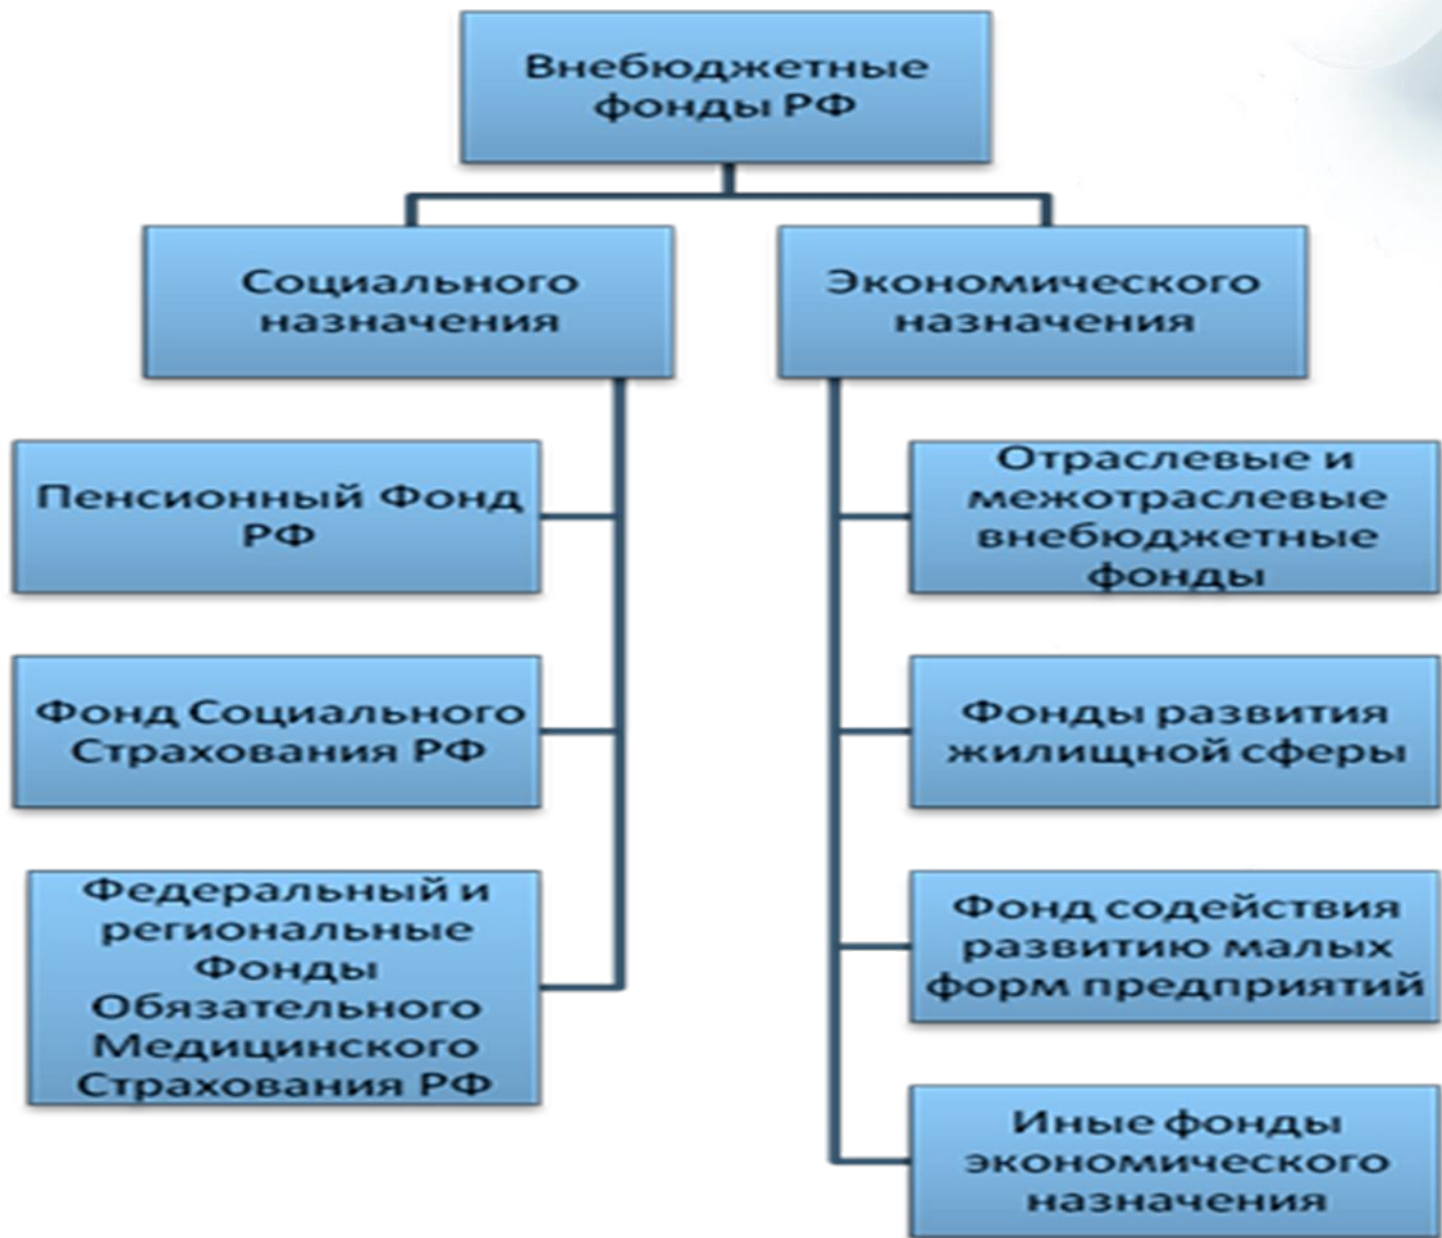 Внебюджетные
фонды РФ
Социального
назначения
Экономического
назначения
Пенсионный Фонд
РФ
Фонд Социального
Страхования РФ
Федеральный и
региональные
Фонды
Обязательного
Медицинского
Страхования РФ
Отраслевые и
межотраслевые
внебюджетные
фонды
Фонды развития
жилищной сферы
Фонд содействия
развитию малых
форм предприятий
Иные фонды
экономического
назначения